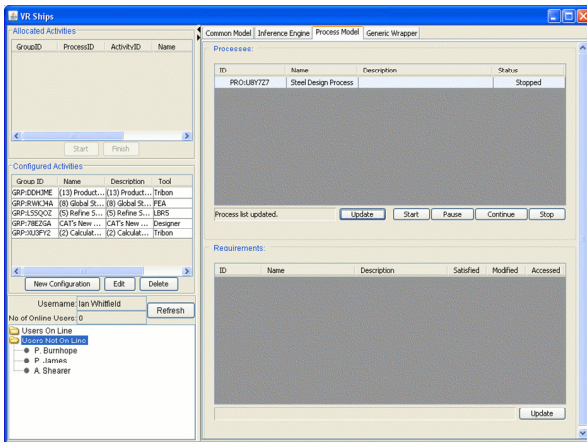 VR Ships
Allocated Activities
GroupID ProcessID ActivityID Name
Start Finish
Configured Activities
Group ID Name Description Tool
GRP:DDHJME (13) Product... (13) Product... Tribon
GRP:RWKJ4A (8) Global St... (8) Global St... FEA
GRP:LS5QOZ (5) Refine S... (5) Refine S... LBR5
GRP:78EZGA CAT's New ... CAT's New ... Designer
GRP:XU3FY2 (2) Calculat... (2) Calculat... Tribon
New Configuration Edit Delete
Username: Ian Whitfield
No of Online Users: 0
Refresh
Users On Line
Users Not On Line
P. Burnhope
P. James
A. Shearer
Common Model Inference Engine Process Model Generic Wrapper
Processes:
ID Name Description Status
PRO:U8Y7Z7 Steel Design Process Stopped
Process list updated. Update Start Pause Continue Stop
Requirements:
ID Name Description Satisfied Modified Accessed
Update